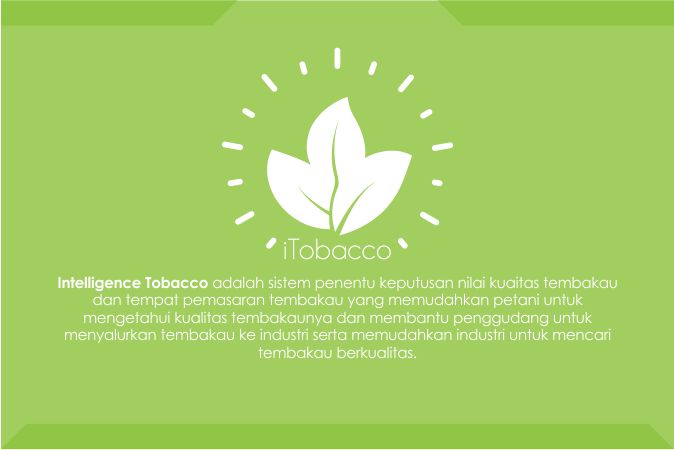 iTobacco
Intelligence Tobacco adalah sistem penentu keputusan nilai kuaitas tembakau
dan tempat pemasaran tembakau yang memudahkan petani untuk
mengetahui kualitas tembakaunya dan membantu penggudang untuk
menyalurkan tembakau ke industri serta memudahkan industri untuk mencari
tembakau berkualitas.